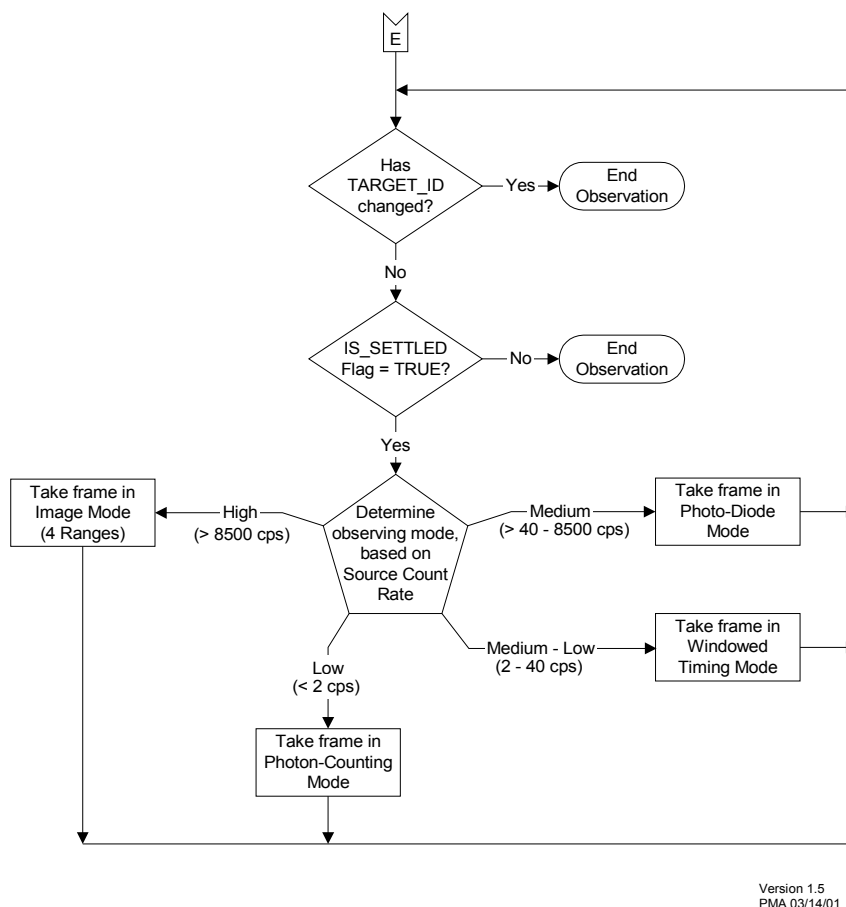 E
Has
TARGET_ID
changed?
Yes
End
Observation
No
IS_SETTLED
Flag = TRUE?
No
End
Observation
Yes
Take frame in
Image Mode
(4 Ranges)
High
(> 8500 cps)
Determine
observing mode,
based on
Source Count
Rate
Medium
(> 40 - 8500 cps)
Take frame in
Photo-Diode
Mode
Medium - Low
(2 - 40 cps)
Take frame in
Windowed
Timing Mode
Low
(< 2 cps)
Take frame in
Photon-Counting
Mode
Version 1.5
PMA 03/14/01